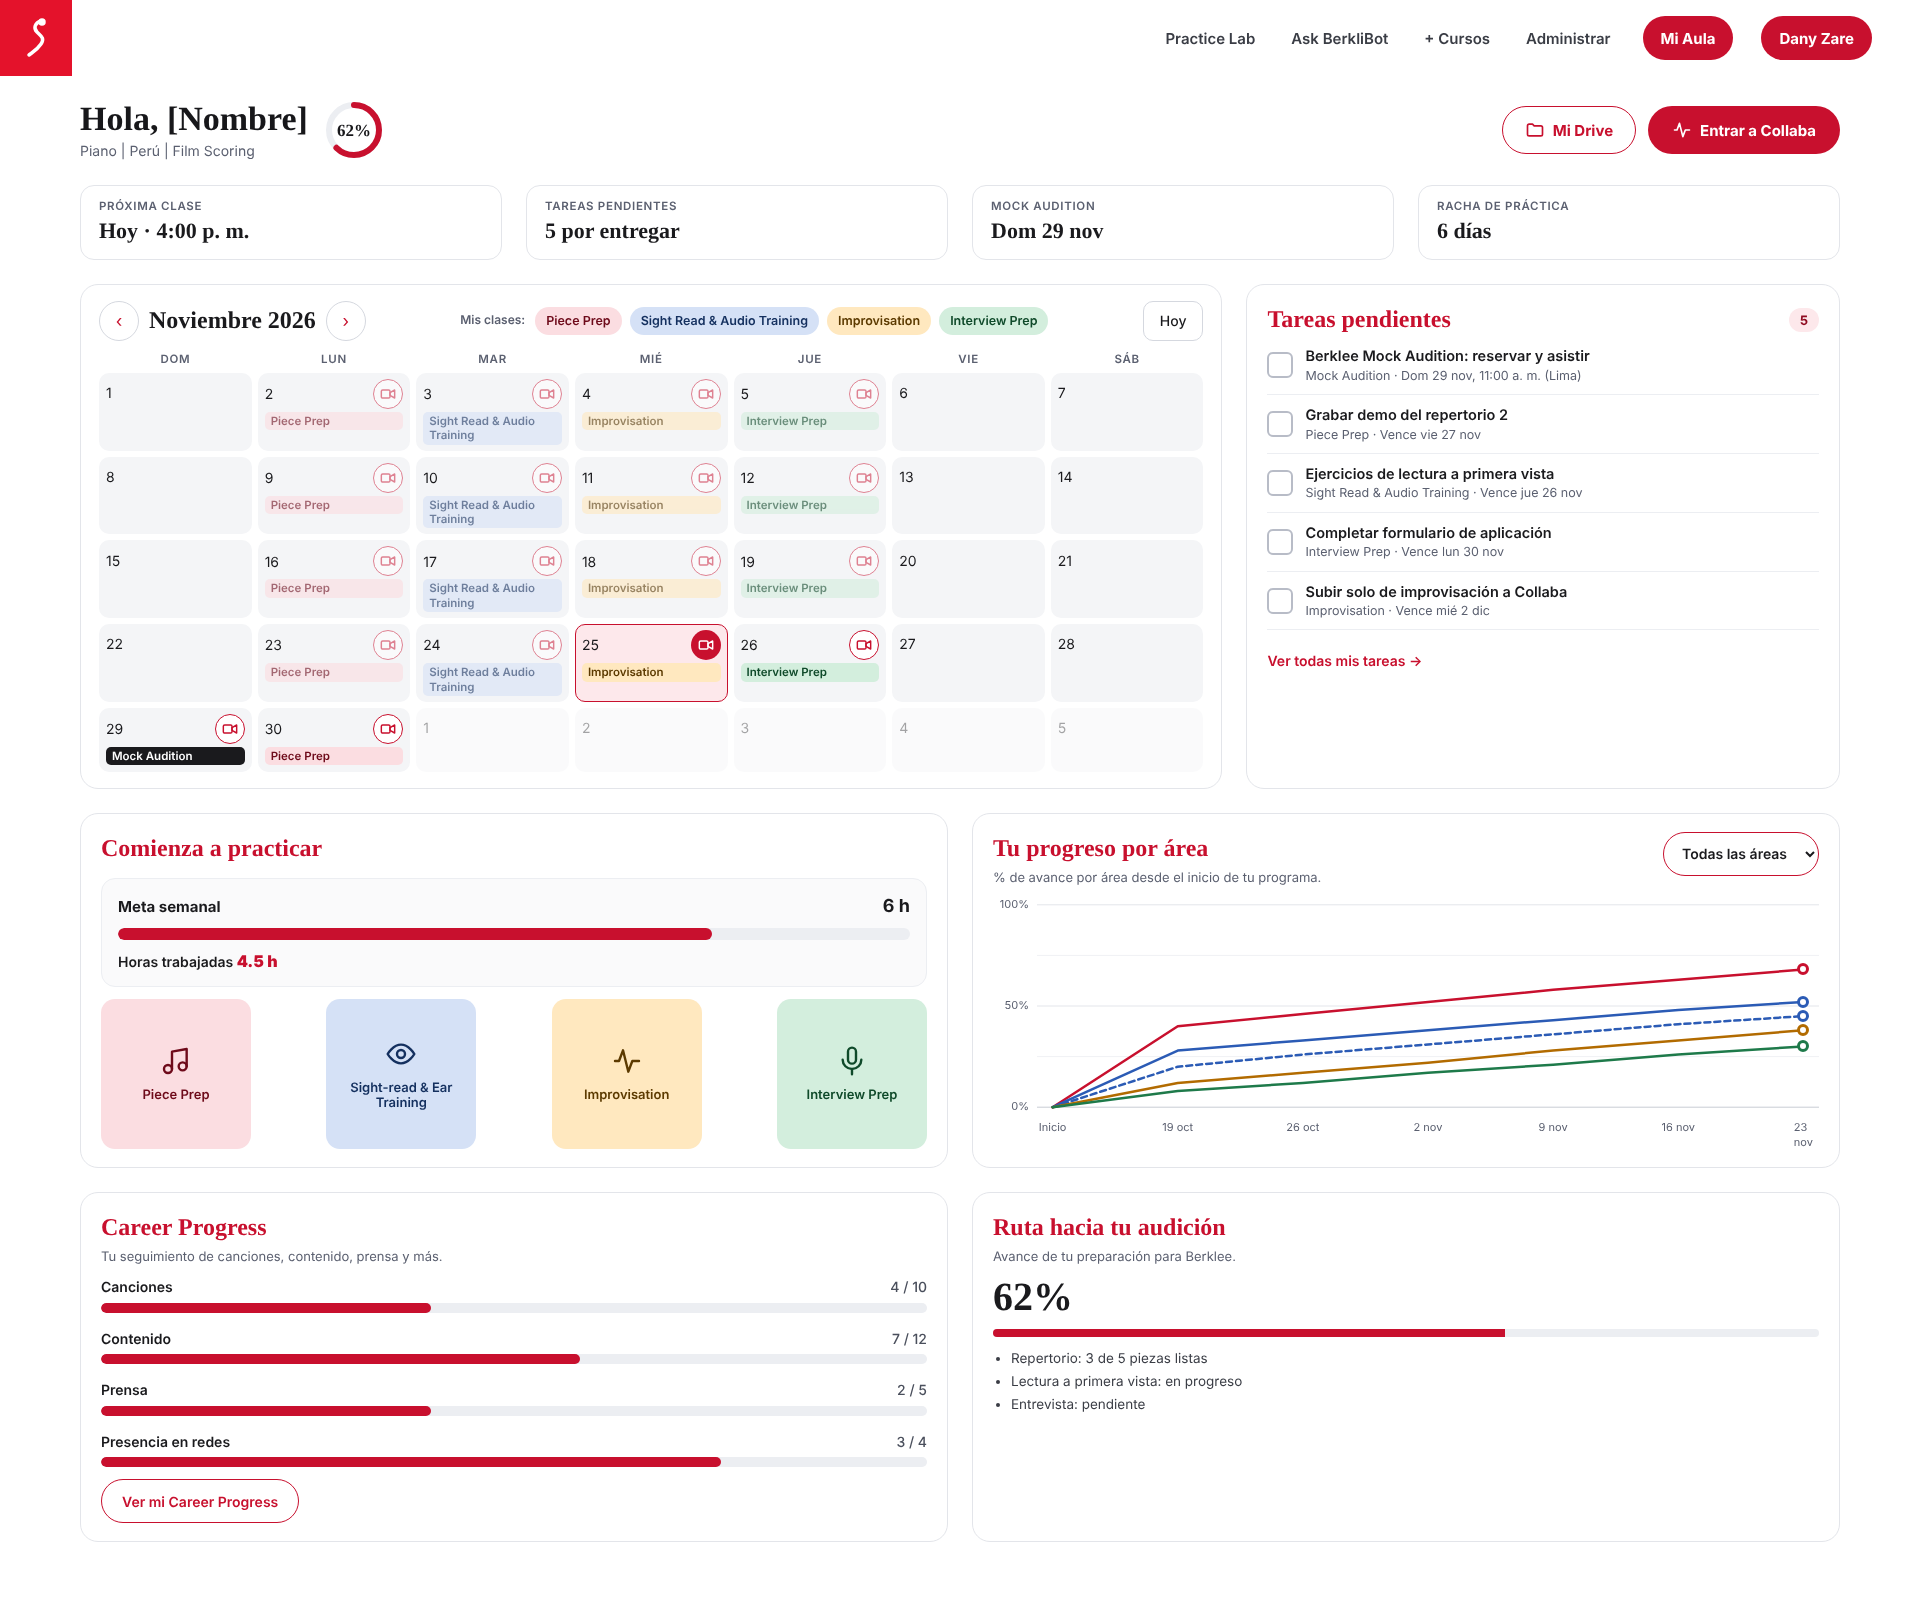 Practice Lab
Ask BerkliBot
+ Cursos
Administrar
Mi Aula
Dany Zare
Hola, [Nombre]
62%
Piano | Perú | Film Scoring
Mi Drive
Entrar a Collaba
PRÓXIMA CLASE
Hoy · 4:00 p. m.
TAREAS PENDIENTES
5 por entregar
MOCK AUDITION
Dom 29 nov
RACHA DE PRÁCTICA
6 días
‹ Noviembre 2026 ›
Mis clases: Piece Prep Sight Read & Audio Training Improvisation Interview Prep
Hoy
DOM LUN MAR MIÉ JUE VIE SÁB
1 2 3 4 5 6 7
Piece Prep
Sight Read & Audio
Training
Improvisation
Interview Prep
8 9 10 11 12 13 14
Piece Prep
Sight Read & Audio
Training
Improvisation
Interview Prep
15 16 17 18 19 20 21
Piece Prep
Sight Read & Audio
Training
Improvisation
Interview Prep
22 23 24 25 26 27 28
Piece Prep
Sight Read & Audio
Training
Improvisation
Interview Prep
29 30 1 2 3 4 5
Mock Audition
Piece Prep
Tareas pendientes
5
Berklee Mock Audition: reservar y asistir
Mock Audition · Dom 29 nov, 11:00 a. m. (Lima)
Grabar demo del repertorio 2
Piece Prep · Vence vie 27 nov
Ejercicios de lectura a primera vista
Sight Read & Audio Training · Vence jue 26 nov
Completar formulario de aplicación
Interview Prep · Vence lun 30 nov
Subir solo de improvisación a Collaba
Improvisation · Vence mié 2 dic
Ver todas mis tareas →
Comienza a practicar
Meta semanal
6 h
Horas trabajadas 4.5 h
Piece Prep
Sight-read & Ear
Training
Improvisation
Interview Prep
Tu progreso por área
Todas las áreas
% de avance por área desde el inicio de tu programa.
100%
50%
0%
Inicio
19 oct
26 oct
2 nov
9 nov
16 nov
23
nov
Career Progress
Tu seguimiento de canciones, contenido, prensa y más.
Canciones
4 / 10
Contenido
7 / 12
Prensa
2 / 5
Presencia en redes
3 / 4
Ver mi Career Progress
Ruta hacia tu audición
Avance de tu preparación para Berklee.
62%
• Repertorio: 3 de 5 piezas listas
• Lectura a primera vista: en progreso
• Entrevista: pendiente